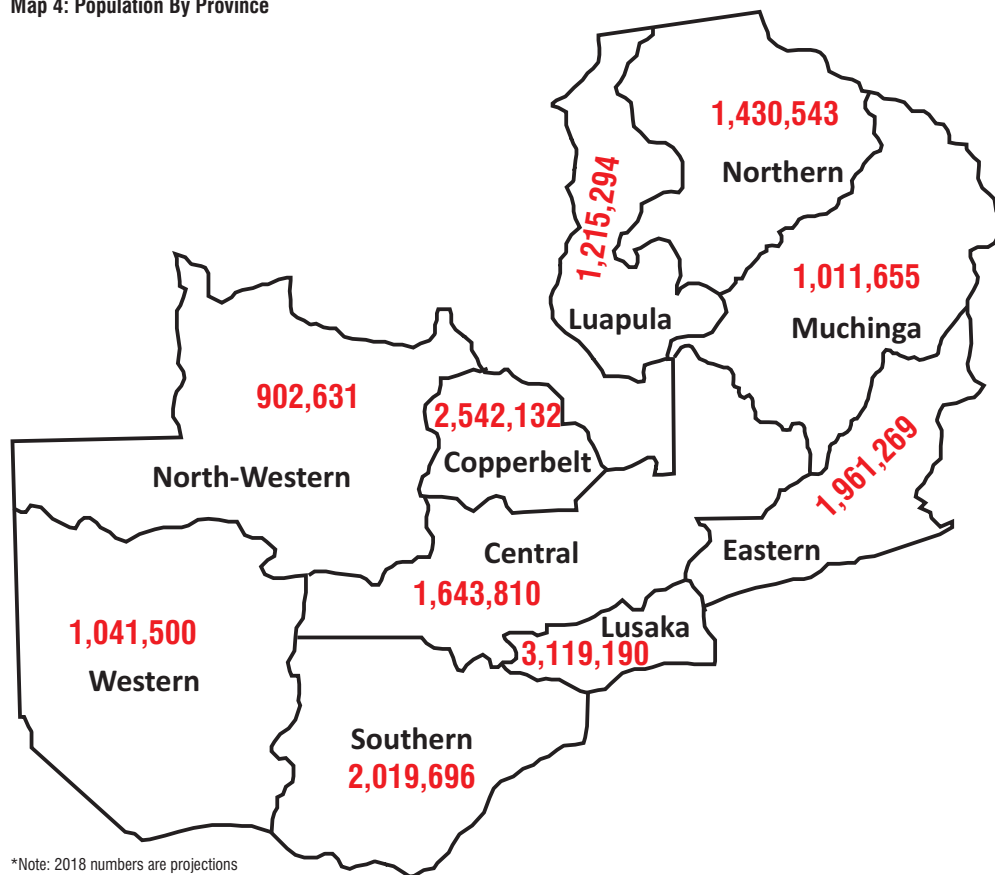 Map 4: Population By Province
1,430,543
Northern
1,215,294
Luapula
1,011,655
Muchinga
902,631
North-Western
2,542,132
Copperbelt
1,961,269
Eastern
Central
1,643,810
Lusaka
3,119,190
1,041,500
Western
Southern
2,019,696
*Note: 2018 numbers are projections